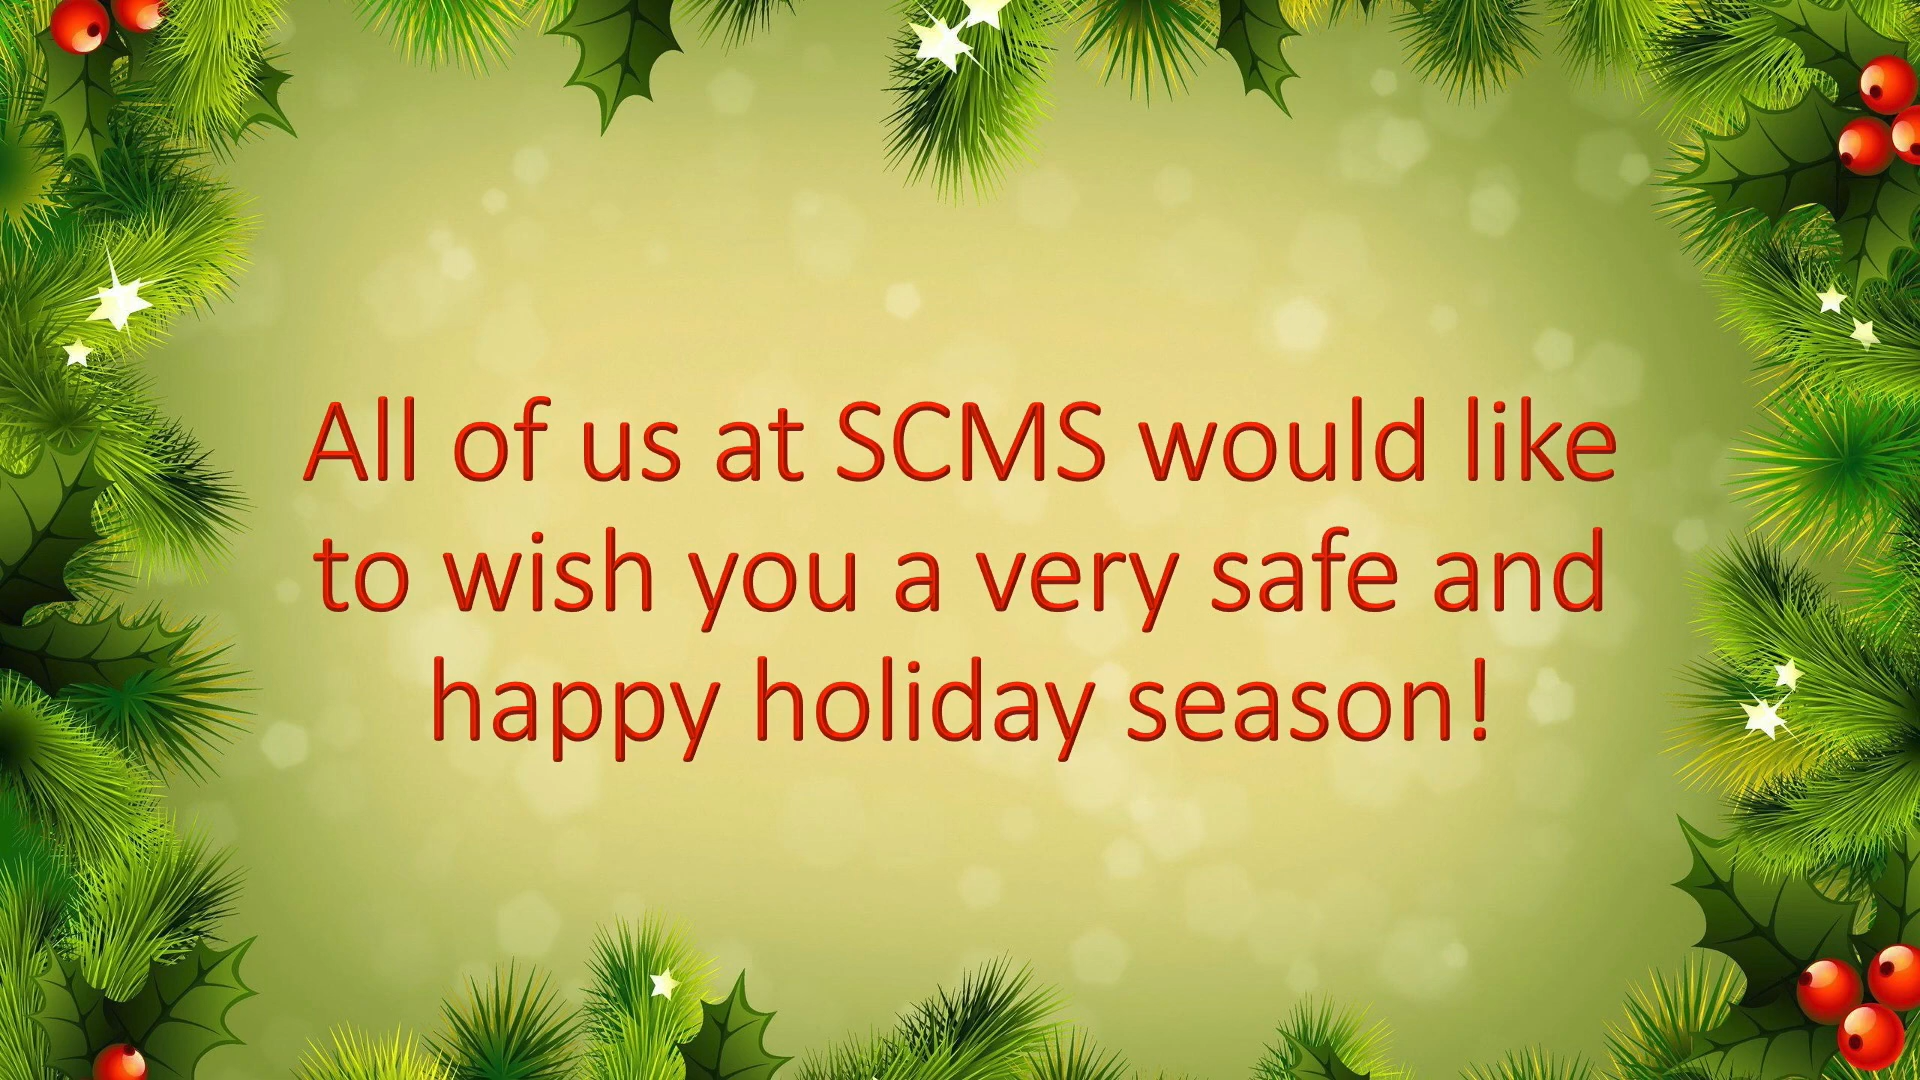 All of us at SCMS would like
to wish you a very safe and
happy holiday season!